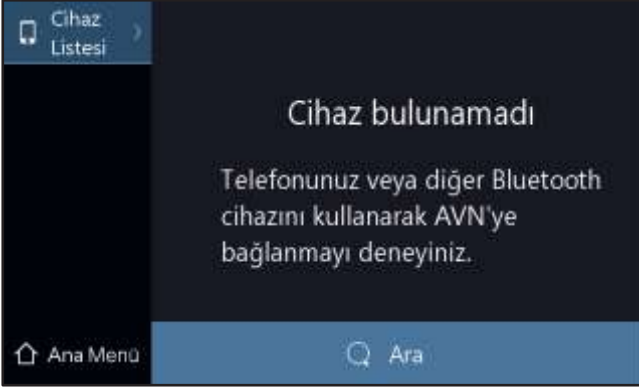 Cihaz
Listesi
Cihaz bulunamadı
Telefonunuz veya diğer Bluetooth
cihazını kullanarak AVN'ye
bağlanmayı deneyiniz.
Ana Menü
Ara